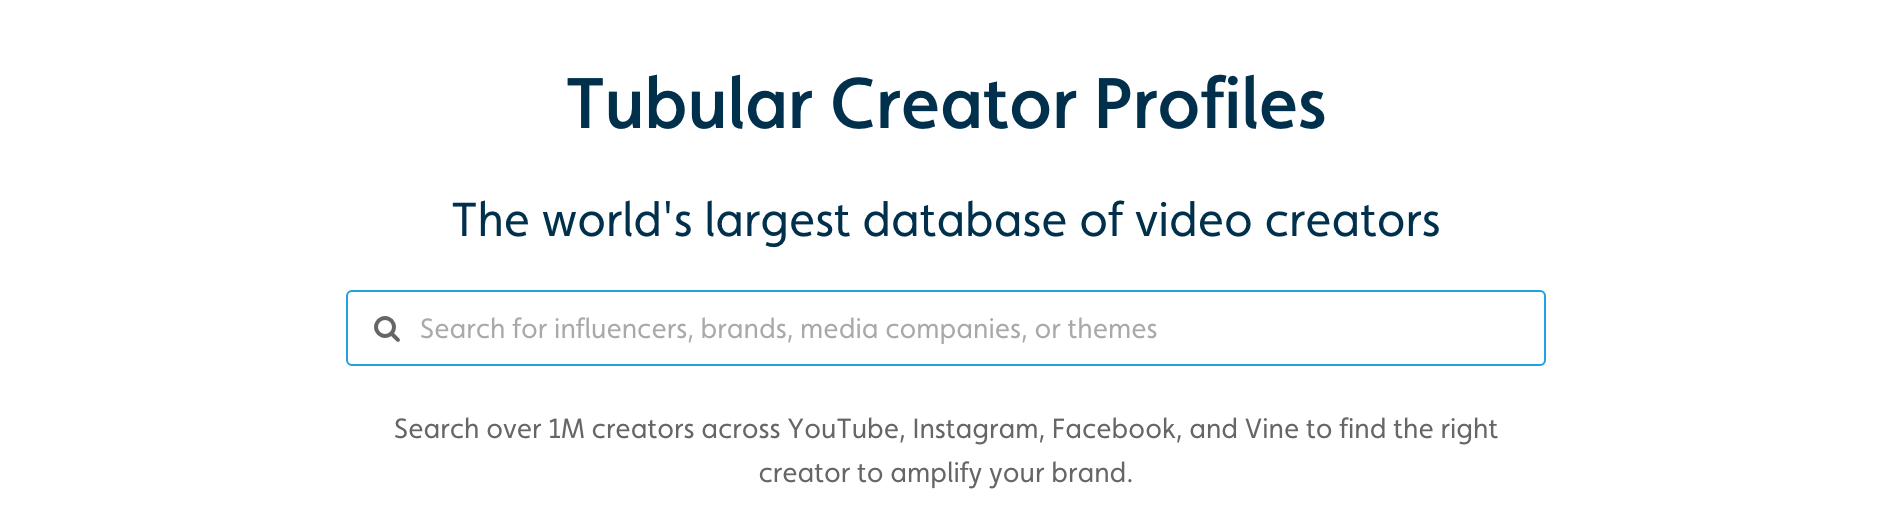 Tubular Creator Profiles
The world's largest database of video creators
Search for influencers, brands, media companies, or themes
Search over 1M creators across YouTube, Instagram, Facebook, and Vine to find the right
creator to amplify your brand.